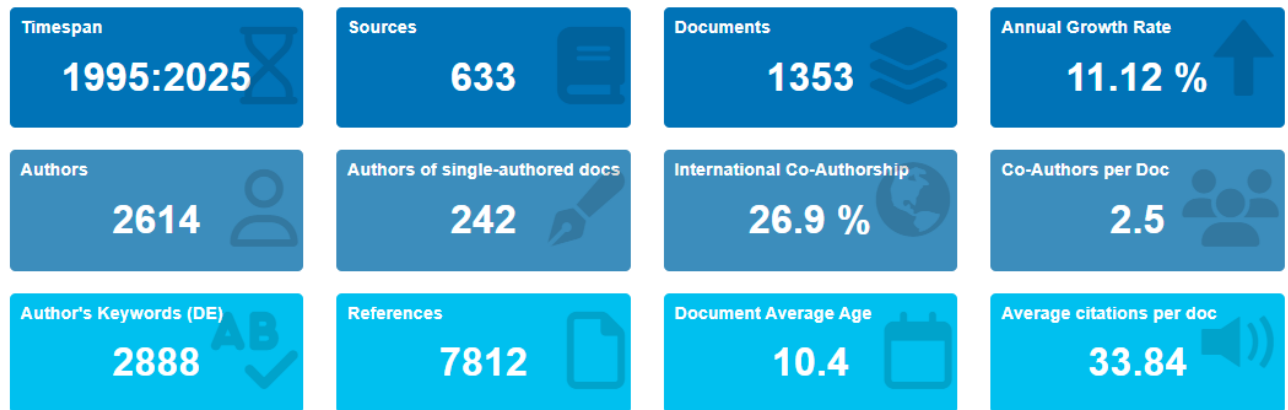 Timespan
1995:2025
Sources
633
Documents
1353
Annual Growth Rate
11.12 %
Authors
2614
Authors of single-authored docs
242
International Co-Authorship
26.9 %
Co-Authors per Doc
2.5
Author's Keywords (DE)
AB
2888
References
7812
Document Average Age
10.4
Average citations per doc
33.84